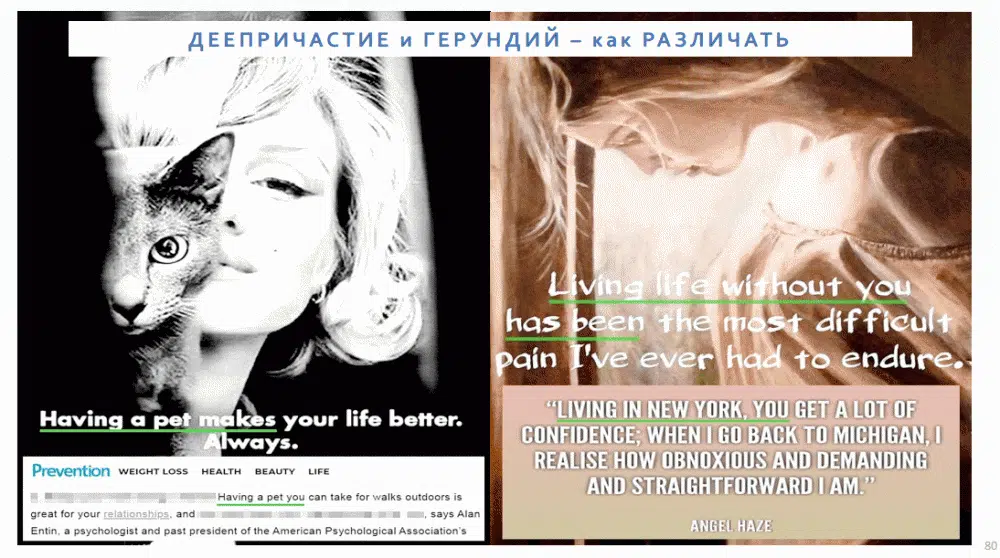 ДЕЕПРИЧАСТИЕ и ГЕРУНДИЙ – как РАЗЛИЧАТЬ
Having a pet makes your life better.
Always.
Prevention WEIGHT LOSS HEALTH BEAUTY LIFE
Having a pet you can take for walks outdoors is
great for your relationships, and , says Alan
Entin, a psychologist and past president of the American Psychological Association's
Living life without you
has been the most difficult
pain I've ever had to endure.
“LIVING IN NEW YORK, YOU GET A LOT OF
CONFIDENCE; WHEN I GO BACK TO MICHIGAN, I
REALISE HOW OBNOXIOUS AND DEMANDING
AND STRAIGHTFORWARD I AM.”
ANGEL HAZE
80